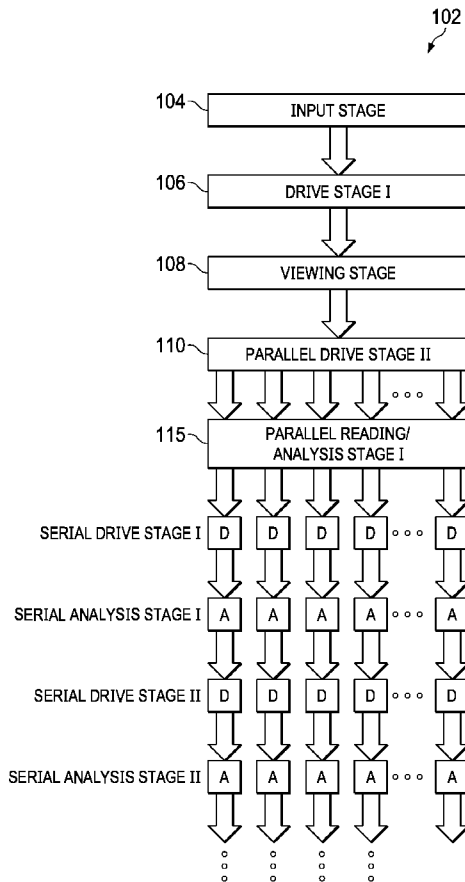 102
104
INPUT STAGE
106
DRIVE STAGE I
108
VIEWING STAGE
110
PARALLEL DRIVE STAGE II
115
PARALLEL READING/
ANALYSIS STAGE I
SERIAL DRIVE STAGE I D D D D D
SERIAL ANALYSIS STAGE I A A A A A
SERIAL DRIVE STAGE II D D D D D
SERIAL ANALYSIS STAGE II A A A A A